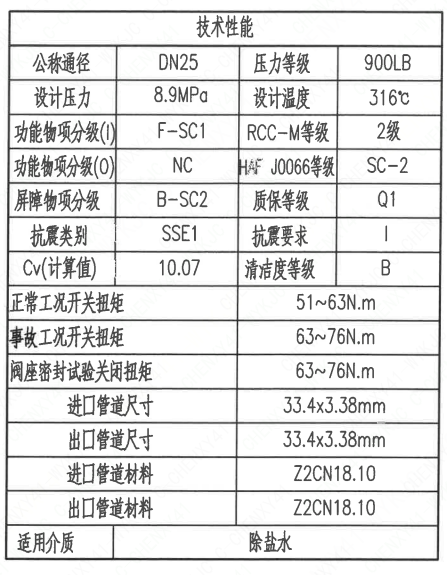 技术性能
公称通径 DN25 压力等级 900LB
设计压力 8.9MPa 设计温度 316℃
功能物项分级(I) F-SC1 RCC-M等级 2级
功能物项分级(O) NC HAF J0066等级 SC-2
屏障物项分级 B-SC2 质保等级 Q1
抗震类别 SSE1 抗震要求 I
Cv(计算值) 10.07 清洁度等级 B
正常工况开关扭矩 51~63N.m
事故工况开关扭矩 63~76N.m
阀座密封试验关闭扭矩 63~76N.m
进口管道尺寸 33.4x3.38mm
出口管道尺寸 33.4x3.38mm
进口管道材料 Z2CN18.10
出口管道材料 Z2CN18.10
适用介质 除盐水